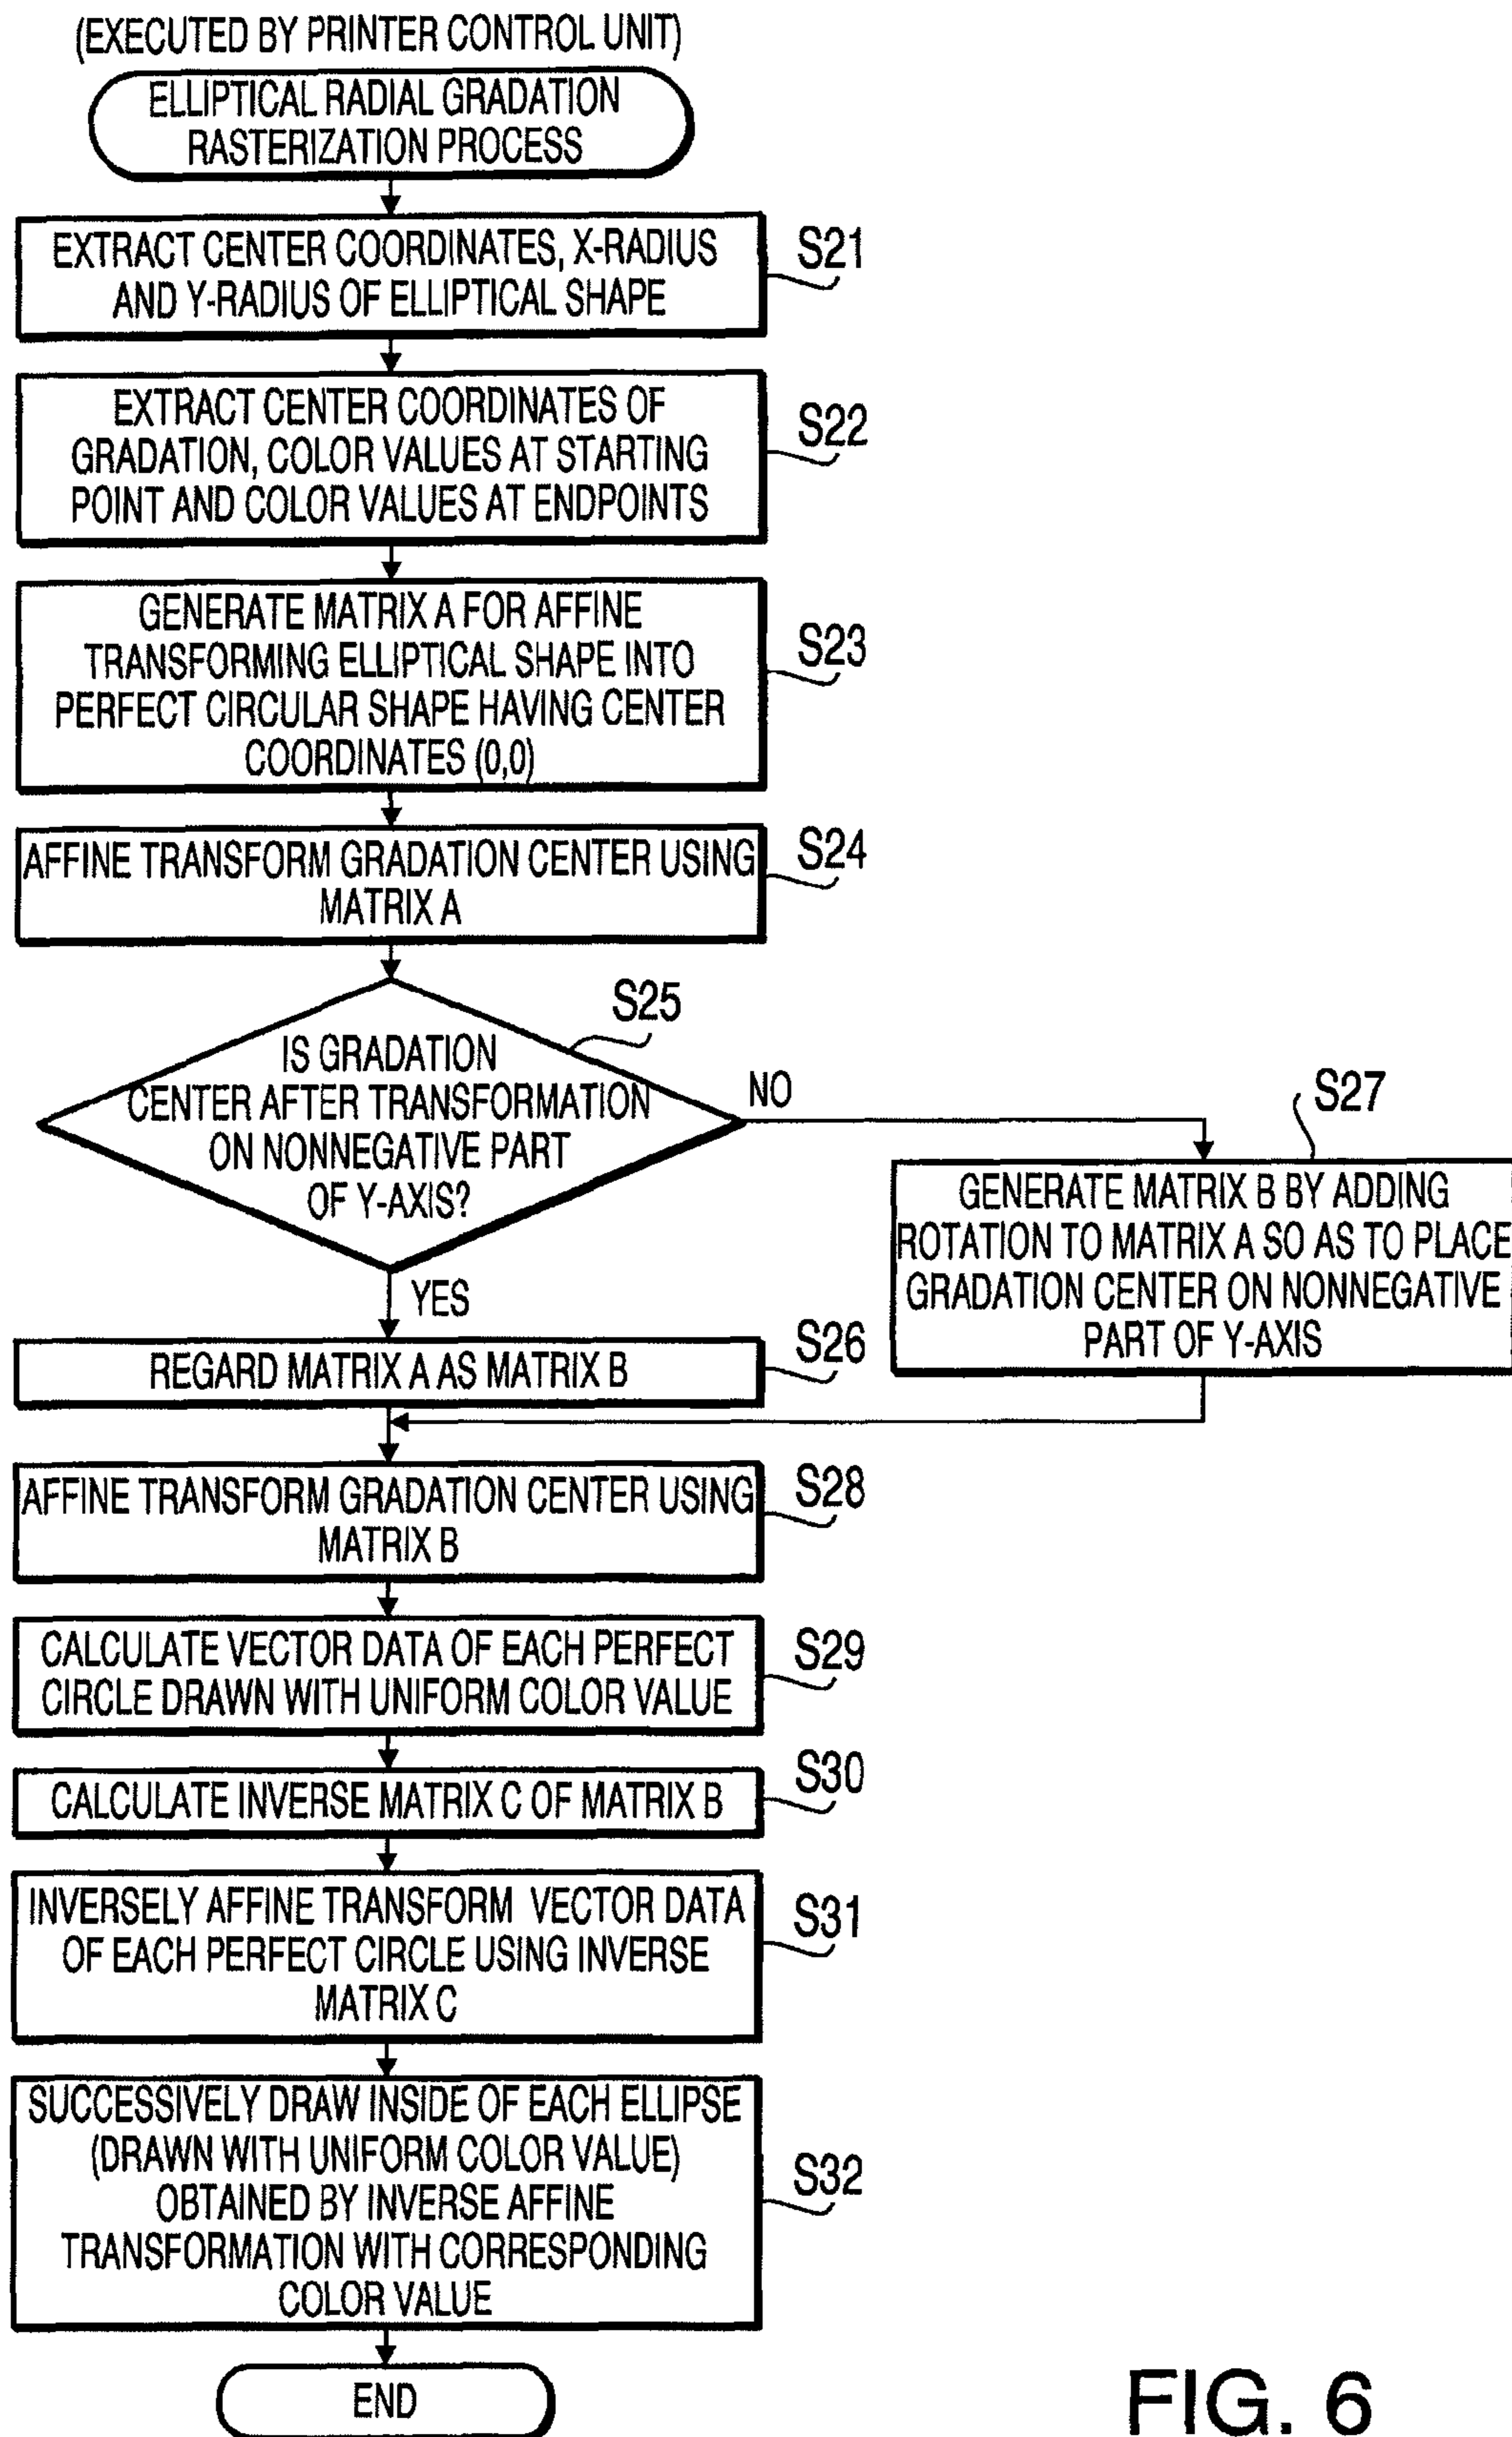 (EXECUTED BY PRINTER CONTROL UNIT)
ELLIPTICAL RADIAL GRADATION
RASTERIZATION PROCESS
EXTRACT CENTER COORDINATES, X-RADIUS
AND Y-RADIUS OF ELLIPTICAL SHAPE
S21
EXTRACT CENTER COORDINATES OF
GRADATION, COLOR VALUES AT STARTING
POINT AND COLOR VALUES AT ENDPOINTS
S22
GENERATE MATRIX A FOR AFFINE
TRANSFORMING ELLIPTICAL SHAPE INTO
PERFECT CIRCULAR SHAPE HAVING CENTER
COORDINATES (0,0)
S23
AFFINE TRANSFORM GRADATION CENTER USING
MATRIX A
S24
IS GRADATION
CENTER AFTER TRANSFORMATION
ON NONNEGATIVE PART
OF Y-AXIS?
S25
NO
YES
S27
GENERATE MATRIX B BY ADDING
ROTATION TO MATRIX A SO AS TO PLACE
GRADATION CENTER ON NONNEGATIVE
PART OF Y-AXIS
REGARD MATRIX A AS MATRIX B
S26
AFFINE TRANSFORM GRADATION CENTER USING
MATRIX B
S28
CALCULATE VECTOR DATA OF EACH PERFECT
CIRCLE DRAWN WITH UNIFORM COLOR VALUE
S29
CALCULATE INVERSE MATRIX C OF MATRIX B
S30
INVERSELY AFFINE TRANSFORM VECTOR DATA
OF EACH PERFECT CIRCLE USING INVERSE
MATRIX C
S31
SUCCESSIVELY DRAW INSIDE OF EACH ELLIPSE
(DRAWN WITH UNIFORM COLOR VALUE)
OBTAINED BY INVERSE AFFINE
TRANSFORMATION WITH CORRESPONDING
COLOR VALUE
S32
END
FIG. 6